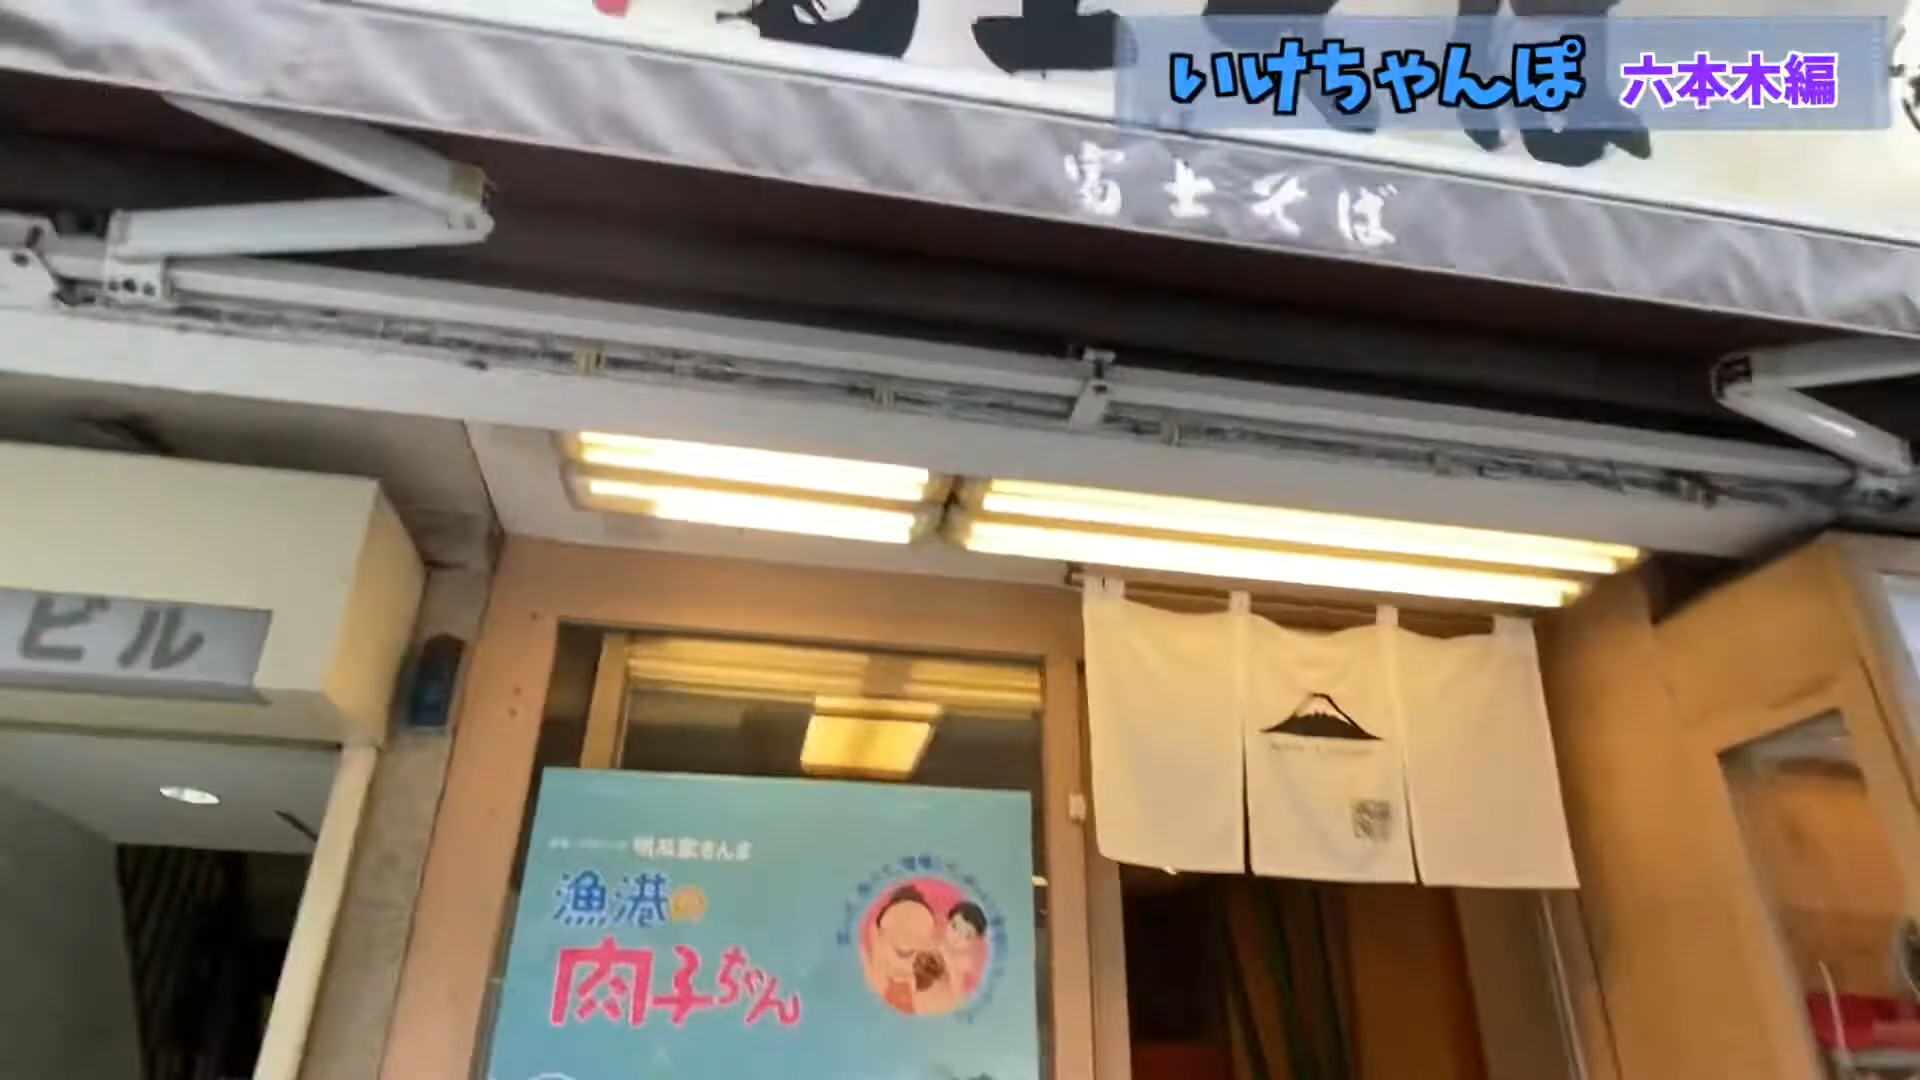 いけちゃんぽ 六本木編
富士そば
ビル
明石家さんま
漁港の
肉子ちゃん